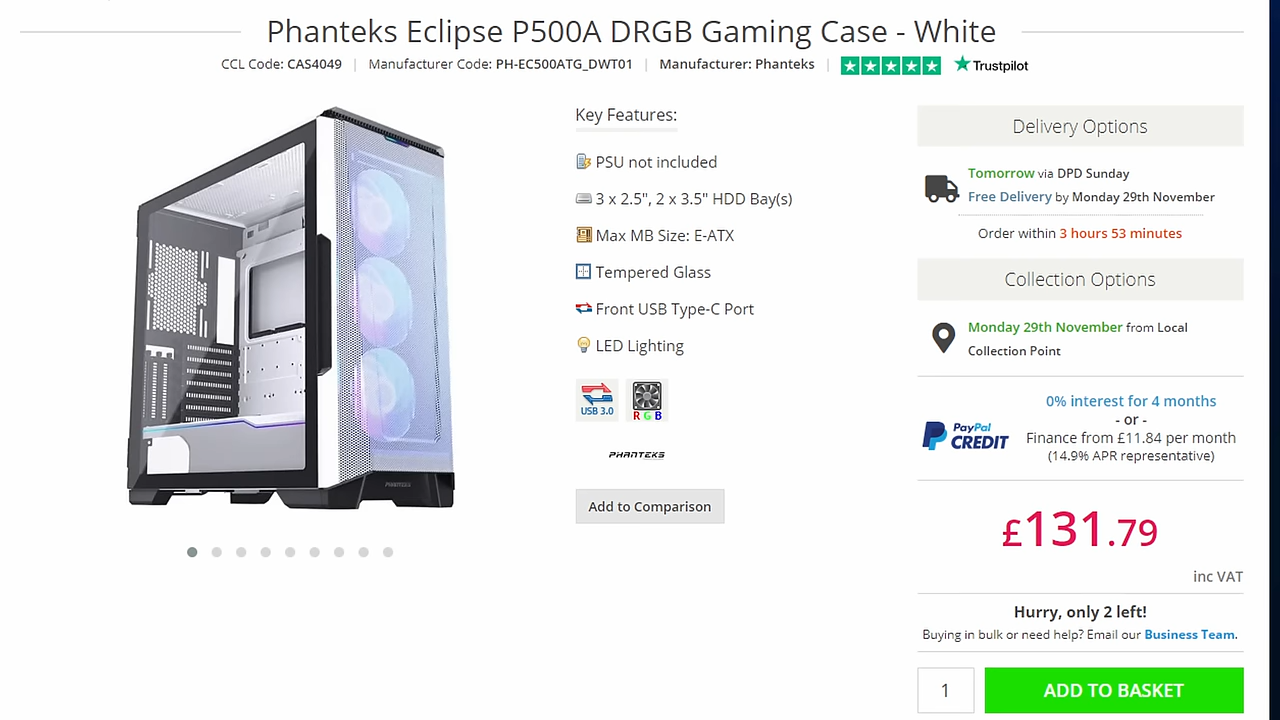 Phanteks Eclipse P500A DRGB Gaming Case - White
CCL Code: CAS4049 | Manufacturer Code: PH-EC500ATG_DWT01 | Manufacturer: Phanteks | Trustpilot
Key Features:
PSU not included
3 x 2.5", 2 x 3.5" HDD Bay(s)
Max MB Size: E-ATX
Tempered Glass
Front USB Type-C Port
LED Lighting
USB 3.0
R G B
PHANTEKS
Add to Comparison
PHANTEKS
Delivery Options
Tomorrow via DPD Sunday
Free Delivery by Monday 29th November
Order within 3 hours 53 minutes
Collection Options
Monday 29th November from Local
Collection Point
PayPal
CREDIT
0% interest for 4 months
- or -
Finance from £11.84 per month
(14.9% APR representative)
£131.79
inc VAT
Hurry, only 2 left!
Buying in bulk or need help? Email our Business Team.
1
ADD TO BASKET